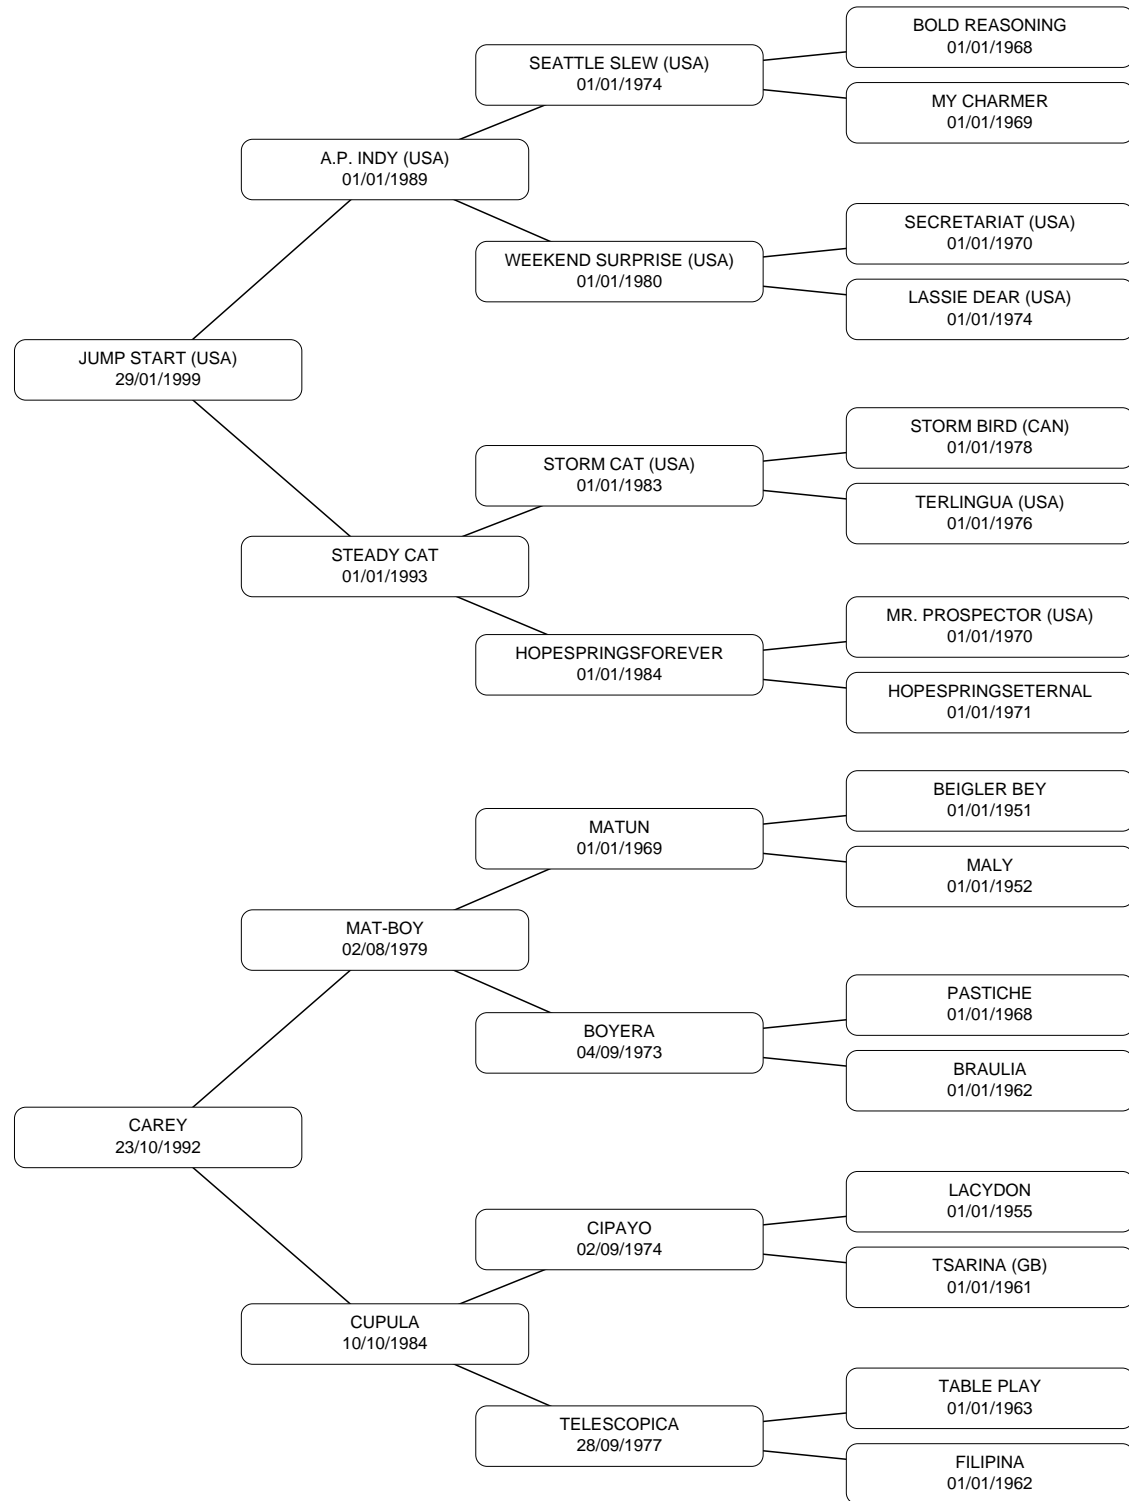 BOLD REASONING
01/01/1968
SEATTLE SLEW (USA)
01/01/1974
MY CHARMER
01/01/1969
A.P. INDY (USA)
01/01/1989
SECRETARIAT (USA)
01/01/1970
WEEKEND SURPRISE (USA)
01/01/1980
LASSIE DEAR (USA)
01/01/1974
JUMP START (USA)
29/01/1999
STORM BIRD (CAN)
01/01/1978
STORM CAT (USA)
01/01/1983
TERLINGUA (USA)
01/01/1976
STEADY CAT
01/01/1993
MR. PROSPECTOR (USA)
01/01/1970
HOPESPRINGSFOREVER
01/01/1984
HOPESPRINGSETERNAL
01/01/1971
BEIGLER BEY
01/01/1951
MATUN
01/01/1969
MALY
01/01/1952
MAT-BOY
02/08/1979
PASTICHE
01/01/1968
BOYERA
04/09/1973
BRAULIA
01/01/1962
CAREY
23/10/1992
LACYDON
01/01/1955
CIPAYO
02/09/1974
TSARINA (GB)
01/01/1961
CUPULA
10/10/1984
TABLE PLAY
01/01/1963
TELESCOPICA
28/09/1977
FILIPINA
01/01/1962